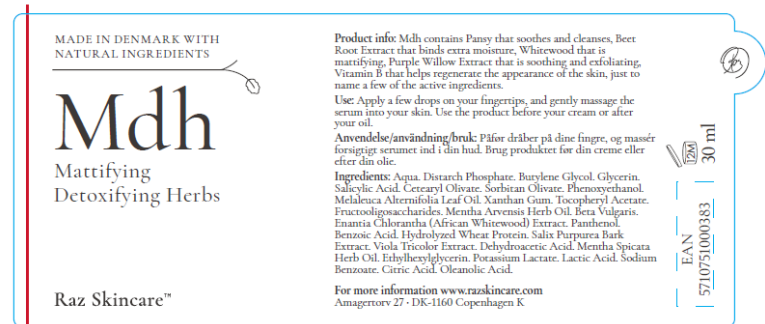 MADE IN DENMARK WITH
NATURAL INGREDIENTS
Mdh
Mattifying
Detoxifying Herbs
Raz Skincare™
Product info: Mdh contains Pansy that soothes and cleanses, Beet
Root Extract that binds extra moisture, Whitewood that is
mattifying, Purple Willow Extract that is soothing and exfoliating,
Vitamin B that helps regenerate the appearance of the skin, just to
name a few of the active ingredients.
Use: Apply a few drops on your fingertips, and gently massage the
serum into your skin. Use the product before your cream or after
your oil.
Anvendelse/användning/bruk: Påfør dråber på dine fingre, og massér
forsigtigt serumet ind i din hud. Brug produktet før din creme eller
efter din olie.
Ingredients: Aqua. Distarch Phosphate. Butylene Glycol. Glycerin.
Salicylic Acid. Cetearyl Olivate. Sorbitan Olivate. Phenoxyethanol.
Melaleuca Alternifolia Leaf Oil. Xanthan Gum. Tocopheryl Acetate.
Fructooligosaccharides. Mentha Arvensis Herb Oil. Beta Vulgaris.
Enantia Chlorantha (African Whitewood) Extract. Panthenol.
Benzoic Acid. Hydrolyzed Wheat Protein. Salix Purpurea Bark
Extract. Viola Tricolor Extract. Dehydroacetic Acid. Mentha Spicata
Herb Oil. Ethylhexylglycerin. Potassium Lactate. Lactic Acid. Sodium
Benzoate. Citric Acid. Oleanolic Acid.
For more information www.razskincare.com
Amagertorv 27 · DK-1160 Copenhagen K
12M
30 ml
EAN
5710751000383